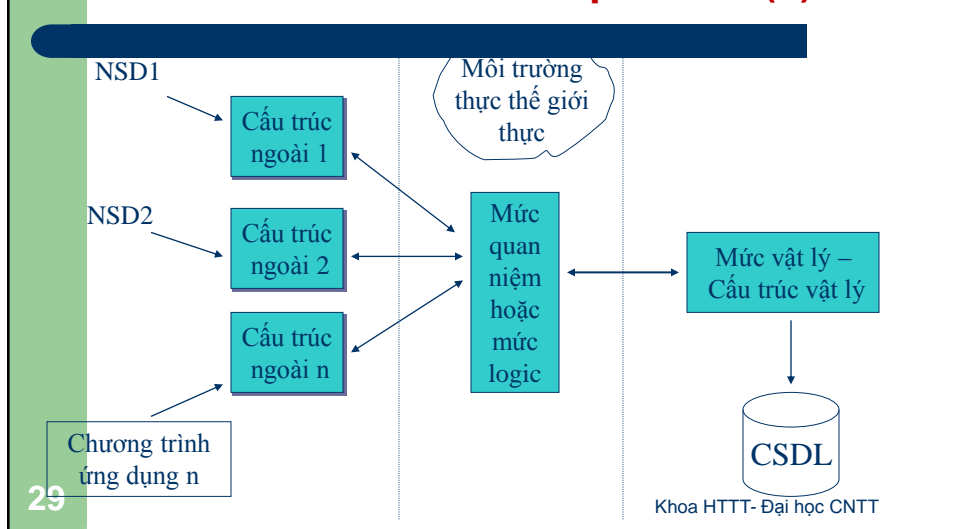 (
)
NSD1
Môi trường
thực thế giới
thực
Cấu trúc
ngoài 1
NSD2
Cấu trúc
ngoài 2
Mức
quan
niệm
hoặc
mức
logic
Mức vật lý –
Cấu trúc vật lý
Cấu trúc
ngoài n
Chương trình
ứng dụng n
CSDL
29
Khoa HTTT- Đại học CNTT